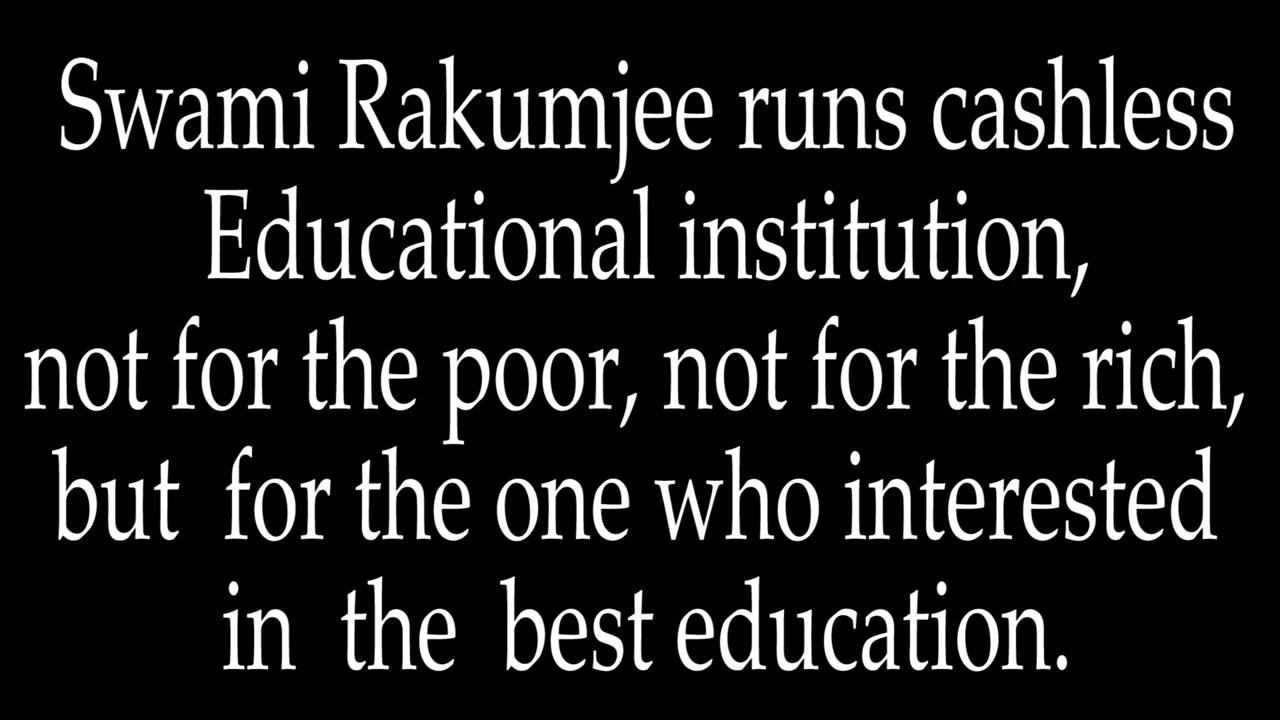 Swami Rakumjee runs cashless
Educational institution,
not for the poor, not for the rich,
but for the one who interested
in the best education.